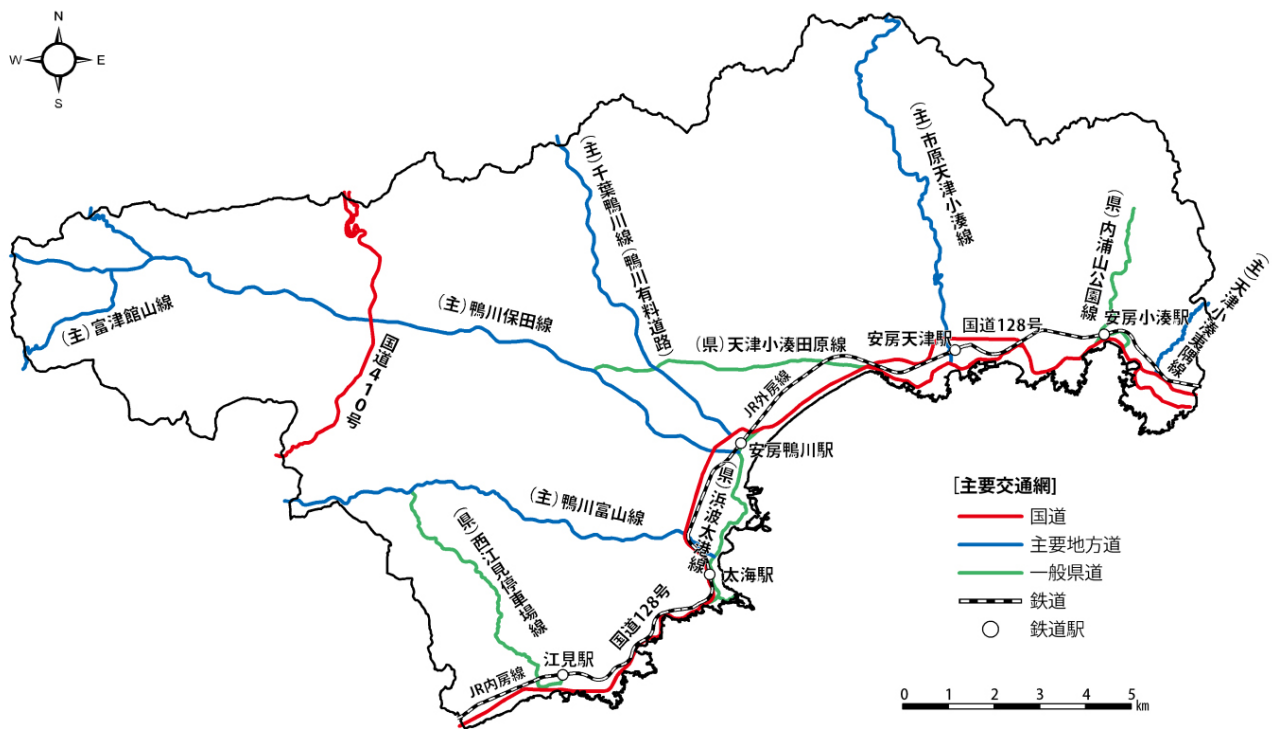 N
W
E
S
(主)富津館山線
国道410号
(主)鴨川保田線
(主)千葉鴨川線(鴨川有料道路)
(県)天津小湊田原線
(主)市原天津小湊線
(県)内浦山公園線
(主)天津小湊夷隅線
安房小湊駅
国道128号
安房天津駅
JR外房線
安房鴨川駅
(県)浜波太港線
(主)鴨川富山線
(県)西江見停車場線
太海駅
国道128号
江見駅
JR内房線
[主要交通網]
国道
主要地方道
一般県道
鉄道
鉄道駅
0 1 2 3 4 5
km